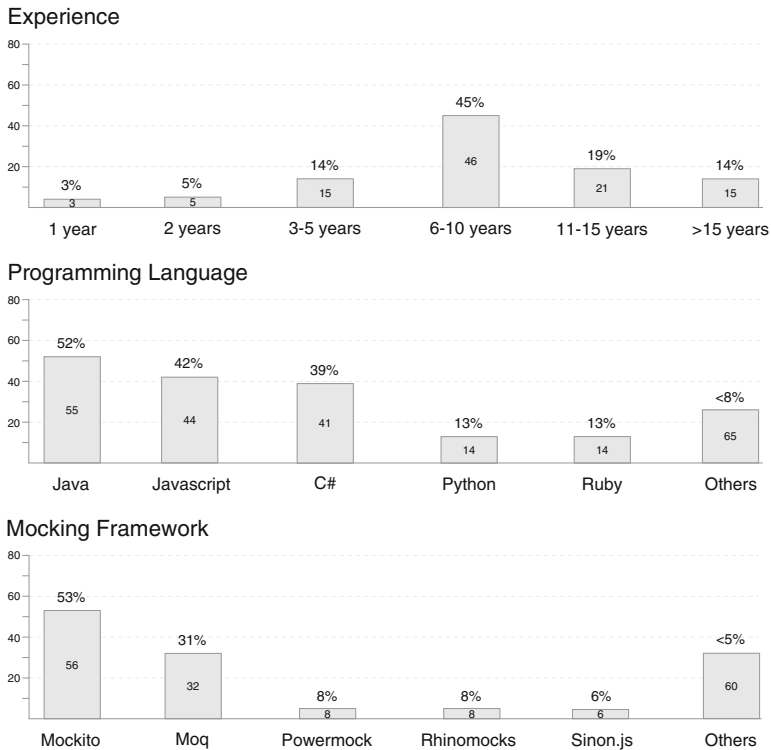 Experience
80
60
40
20
3% 5% 14% 45% 19% 14%
3 5 15 46 21 15
1 year 2 years 3-5 years 6-10 years 11-15 years >15 years
Programming Language
80
60
40
20
52% 42% 39% 13% 13% <8%
55 44 41 14 14 65
Java Javascript C# Python Ruby Others
Mocking Framework
80
60
40
20
53% 31% 8% 8% 6% <5%
56 32 8 8 6 60
Mockito Moq Powermock Rhinomocks Sinon.js Others